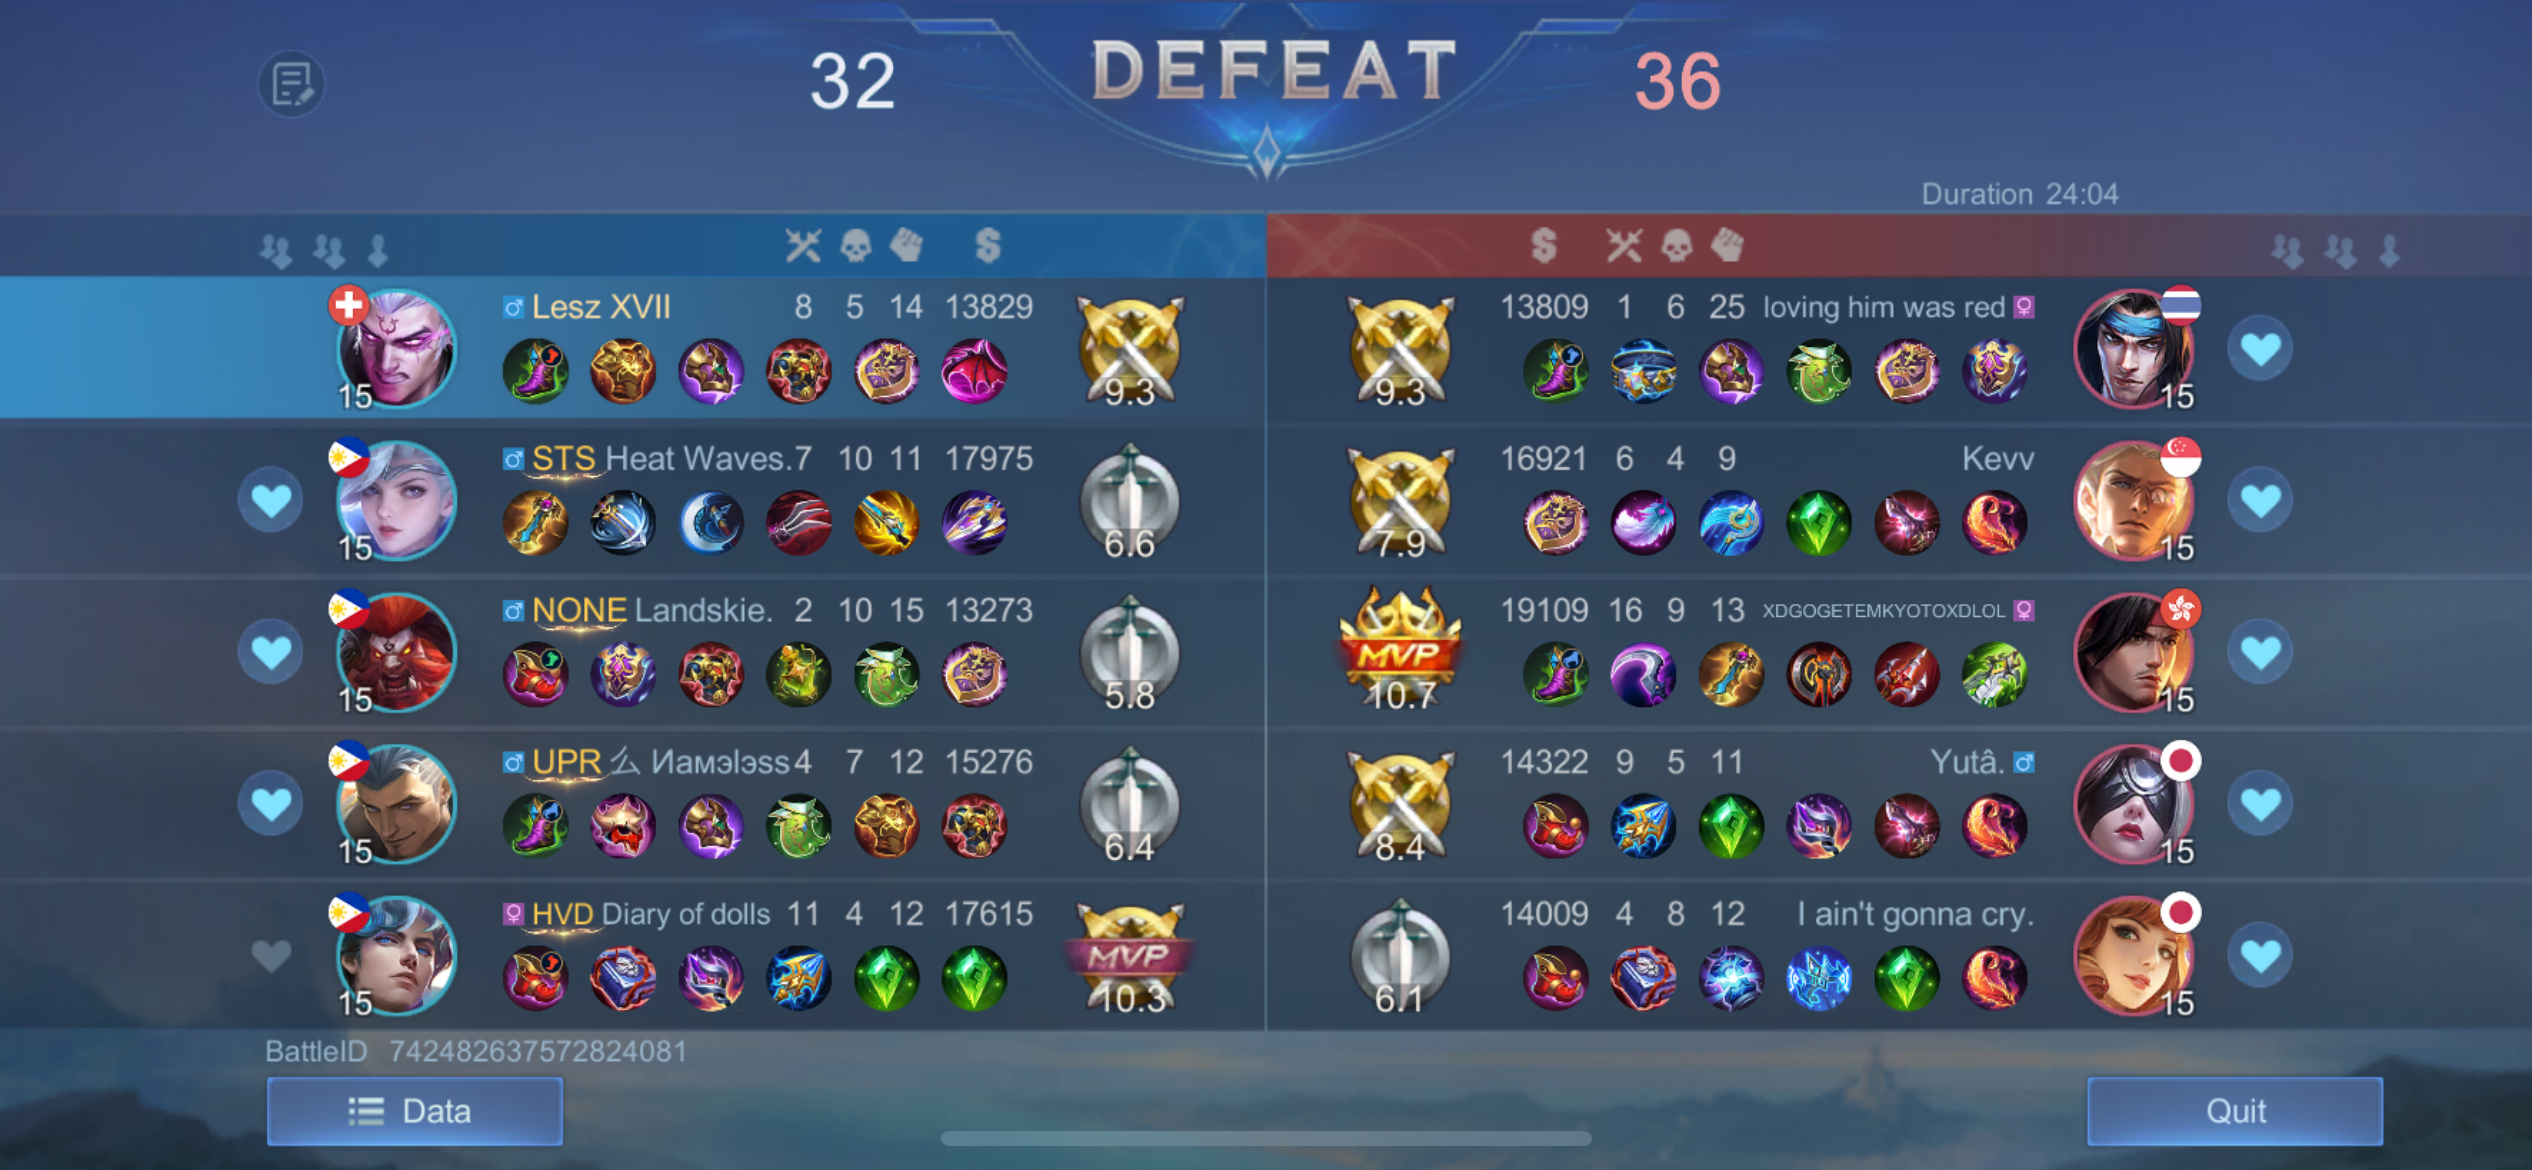 32 DEFEAT 36
Duration 24:04
Lesz XVII 8 5 14 13829 9.3
15
9.3 13809 1 6 25 loving him was red
15
STS Heat Waves. 7 10 11 17975 6.6
15
7.9 16921 6 4 9 Kevv
15
NONE Landskie. 2 10 15 13273 5.8
15
MVP 10.7 19109 16 9 13 XDGOGETEMKYOTOXDLOL
15
UPR 么 Иамэlэss 4 7 12 15276 6.4
15
8.4 14322 9 5 11 Yutâ.
15
HVD Diary of dolls 11 4 12 17615 MVP 10.3
15
6.1 14009 4 8 12 I ain't gonna cry.
15
BattleID 742482637572824081
Data
Quit